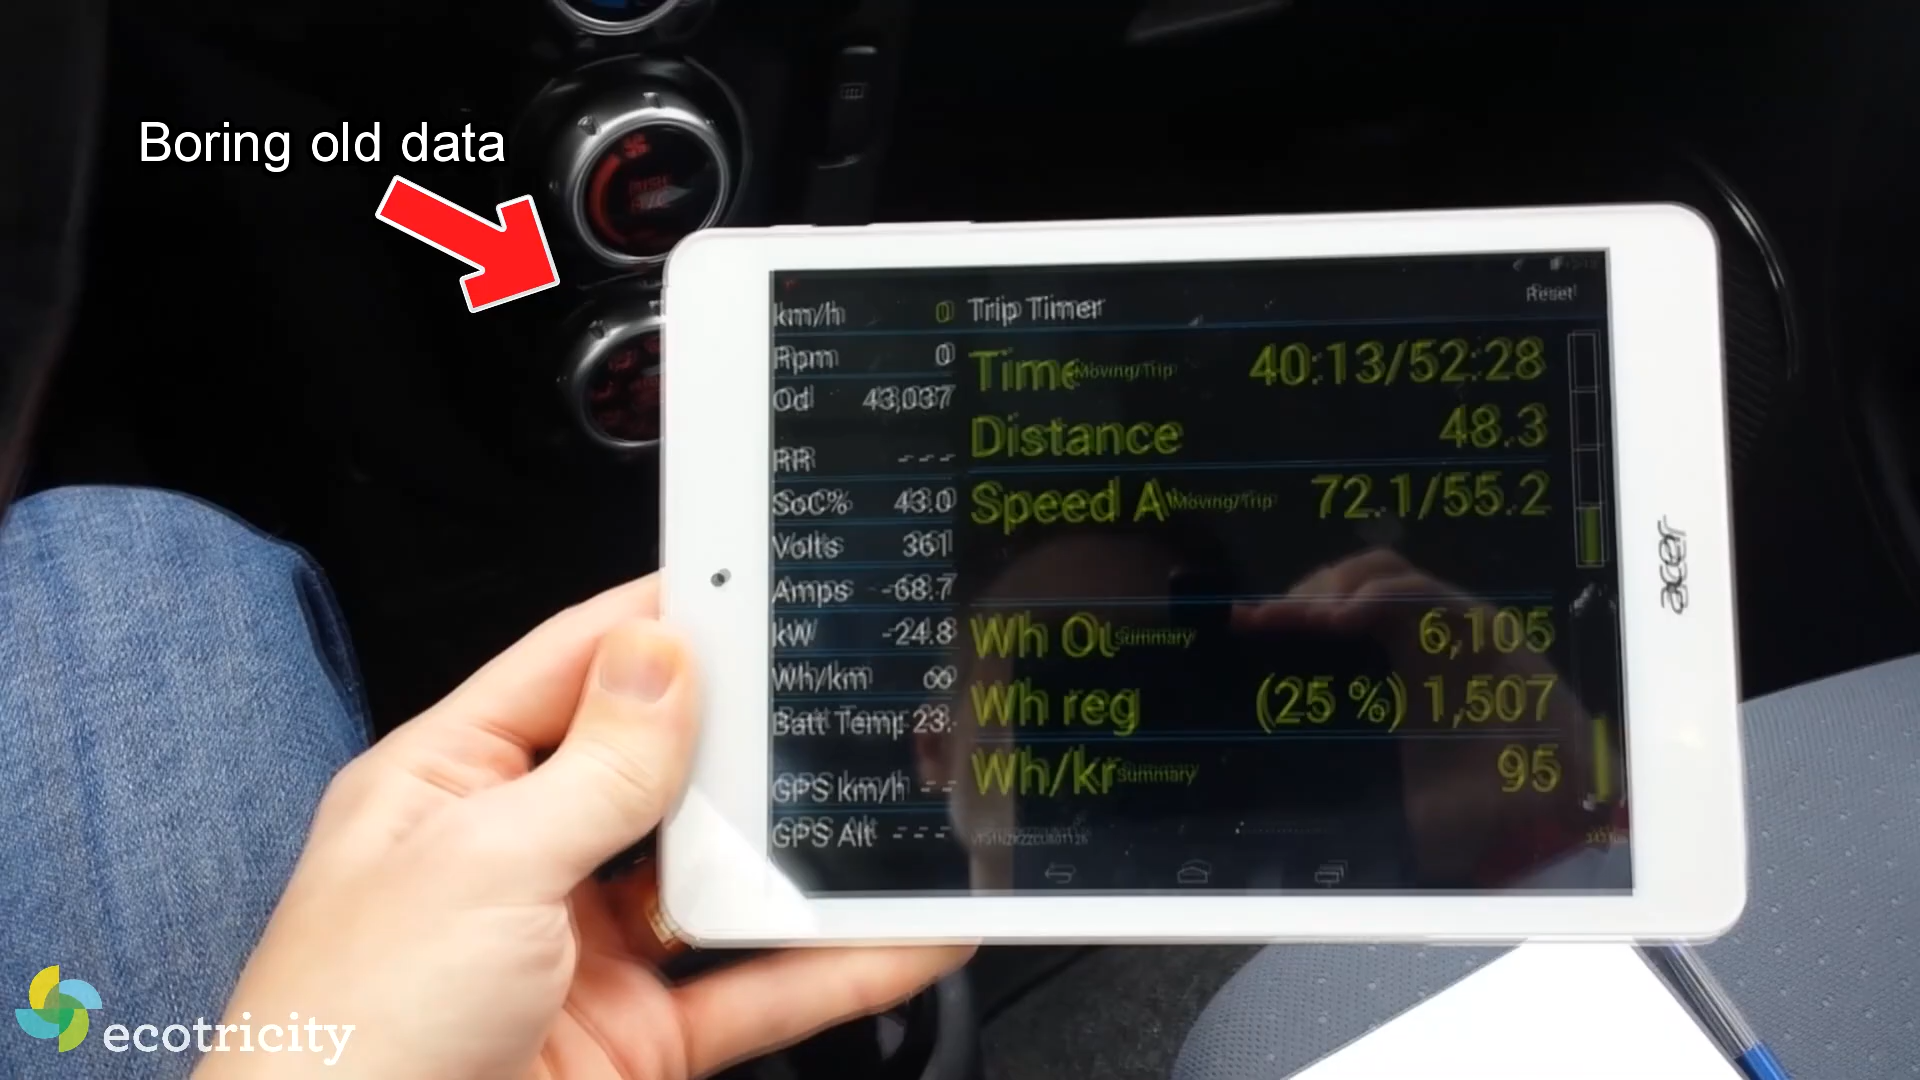 Boring old data
km/h 0
Rpm 0
Od 43,037
RR - - -
SoC% 43.0
Volts 361
Amps -68.7
kW -24.8
Wh/km ∞
Batt Temp 23.
GPS km/h - -
GPS Alt - - -
Trip Timer
Reset
Time Moving/Trip 40:13/52:28
Distance 48.3
Speed A Moving/Trip 72.1/55.2
Wh Ou Summary 6,105
Wh reg (25 %) 1,507
Wh/k Summary 95
acer
ecotricity